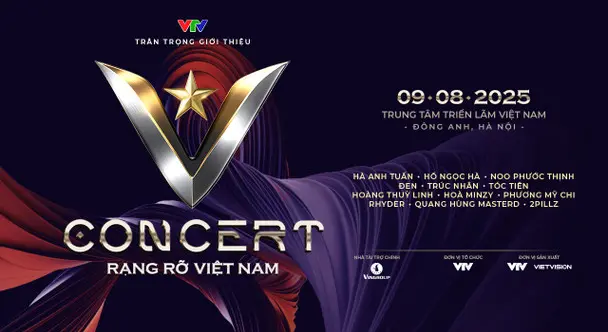 VTV
TRÂN TRỌNG GIỚI THIỆU
V
CONCERT
RẠNG RỠ VIỆT NAM
09 • 08 • 2025
TRUNG TÂM TRIỂN LÃM VIỆT NAM
- ĐÔNG ANH, HÀ NỘI -
HÀ ANH TUẤN • HỒ NGỌC HÀ • NOO PHƯỚC THỊNH
ĐEN • TRÚC NHÂN • TÓC TIÊN
HOÀNG THUỲ LINH • HOÀ MINZY • PHƯƠNG MỸ CHI
RHYDER • QUANG HÙNG MASTERD • 2PILLZ
NHÀ TÀI TRỢ CHÍNH
VINGROUP
ĐƠN VỊ TỔ CHỨC
VTV
ĐƠN VỊ SẢN XUẤT
VTV VIETVISION